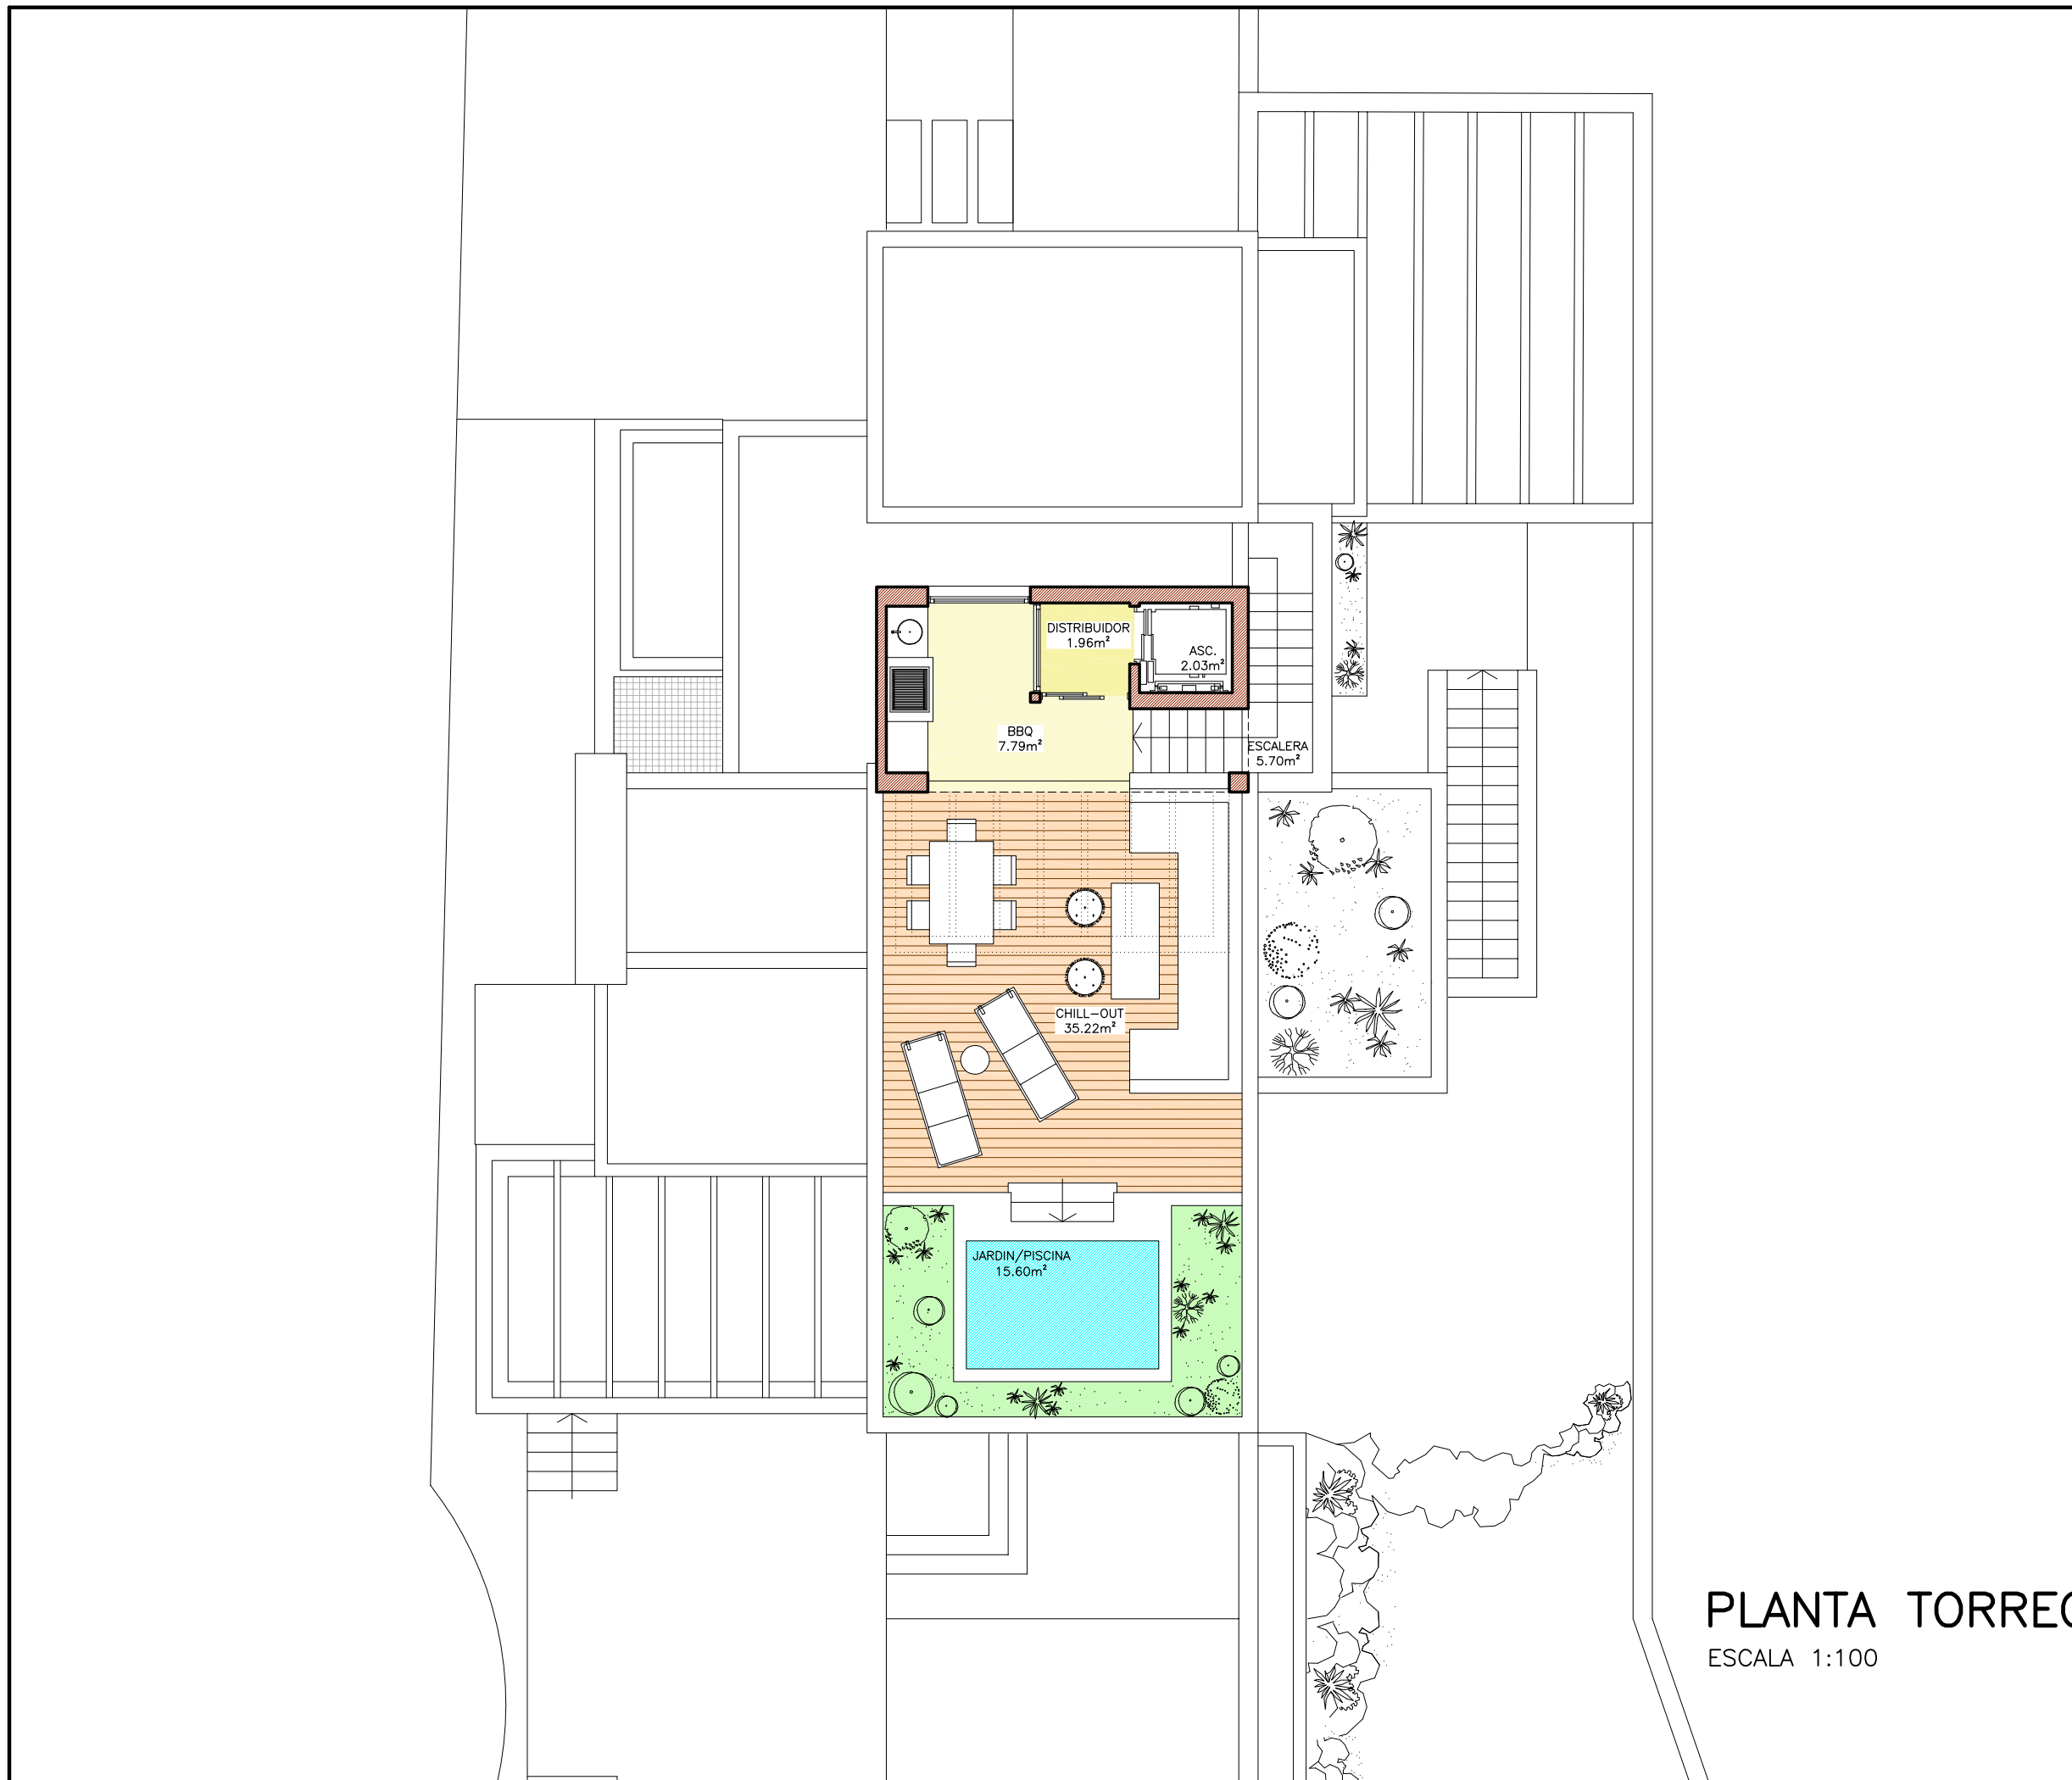 DISTRIBUIDOR
1.96m²
ASC.
2.03m²
BBQ
7.79m²
ESCALERA
5.70m²
CHILL-OUT
35.22m²
JARDIN/PISCINA
15.60m²
PLANTA
ESCALA 1:100